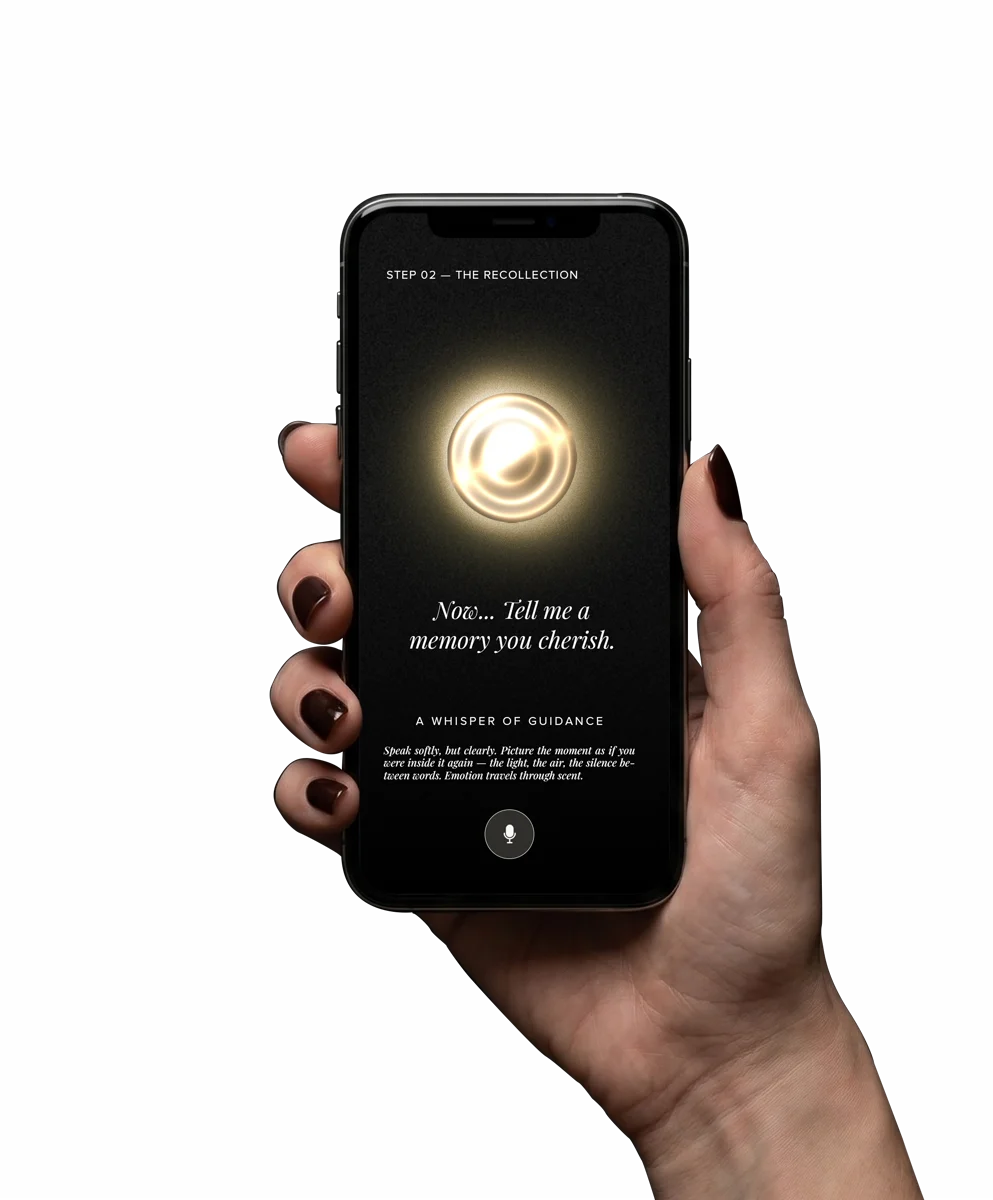 STEP 02 — THE RECOLLECTION
Now... Tell me a
memory you cherish.
A WHISPER OF GUIDANCE
Speak softly, but clearly. Picture the moment as if you
were inside it again — the light, the air, the silence be-
tween words. Emotion travels through scent.